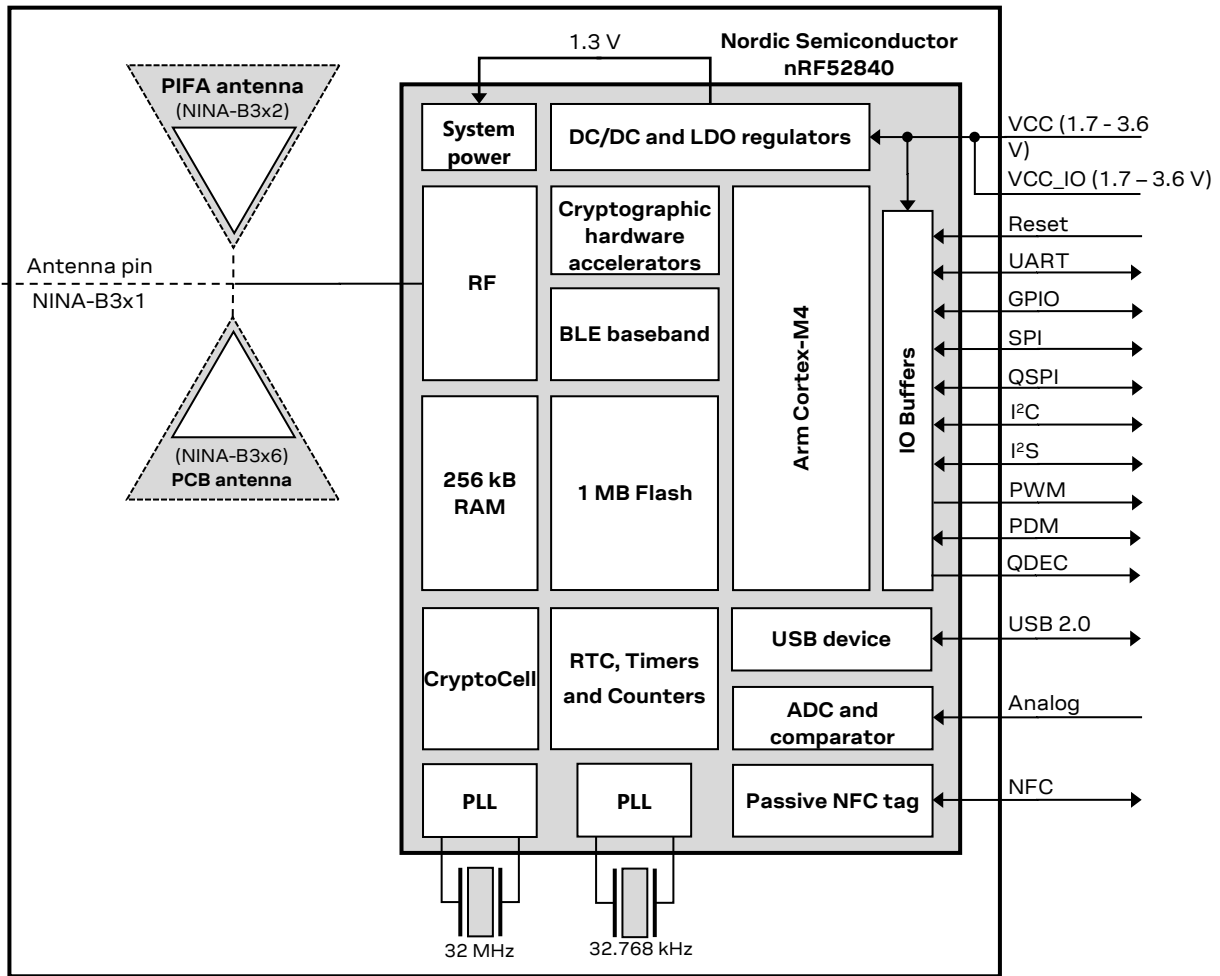 1.3 V
Nordic Semiconductor
nRF52840
PIFA antenna
(NINA-B3x2)
System
power
DC/DC and LDO regulators
VCC (1.7 - 3.6
V)
VCC_IO (1.7 – 3.6 V)
Cryptographic
hardware
accelerators
Reset
Antenna pin
NINA-B3x1
RF
UART
GPIO
BLE baseband
SPI
Arm Cortex-M4
IO Buffers
QSPI
I²C
(NINA-B3x6)
PCB antenna
256 kB
RAM
1 MB Flash
I²S
PWM
PDM
QDEC
USB device
USB 2.0
CryptoCell
RTC, Timers
and Counters
ADC and
comparator
Analog
PLL
PLL
Passive NFC tag
NFC
32 MHz
32.768 kHz